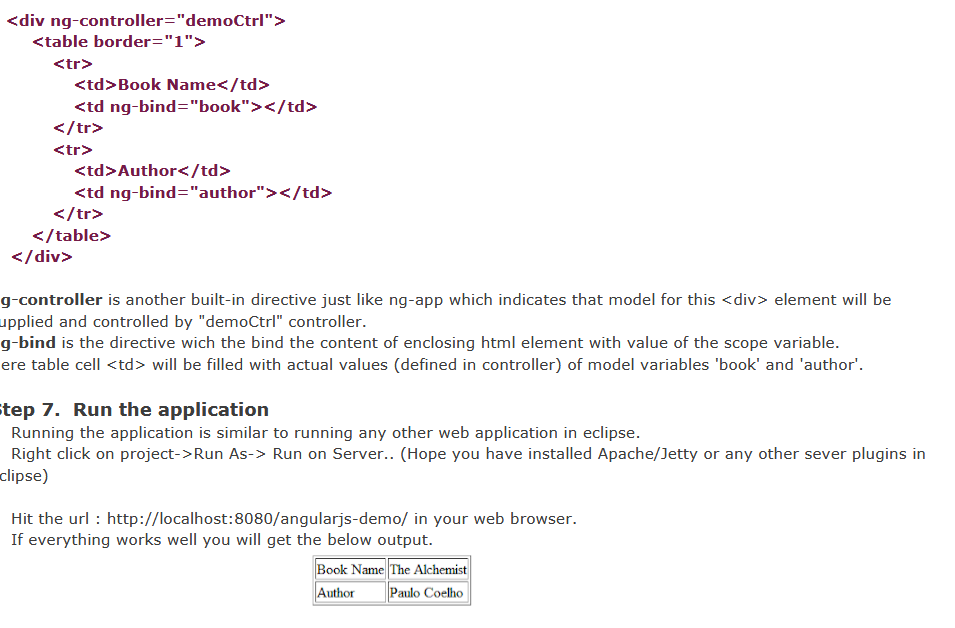 <div ng-controller="demoCtrl">
<table border="1">
<tr>
<td>Book Name</td>
<td ng-bind="book"></td>
</tr>
<tr>
<td>Author</td>
<td ng-bind="author"></td>
</tr>
</table>
</div>
g-controller is another built-in directive just like ng-app which indicates that model for this <div> element will be
upplied and controlled by "demoCtrl" controller.
g-bind is the directive wich the bind the content of enclosing html element with value of the scope variable.
ere table cell <td> will be filled with actual values (defined in controller) of model variables 'book' and 'author'.
Step 7. Run the application
Running the application is similar to running any other web application in eclipse.
Right click on project->Run As-> Run on Server.. (Hope you have installed Apache/Jetty or any other sever plugins in
clipse)
Hit the url : http://localhost:8080/angularjs-demo/ in your web browser.
If everything works well you will get the below output.
Book Name The Alchemist
Author Paulo Coelho